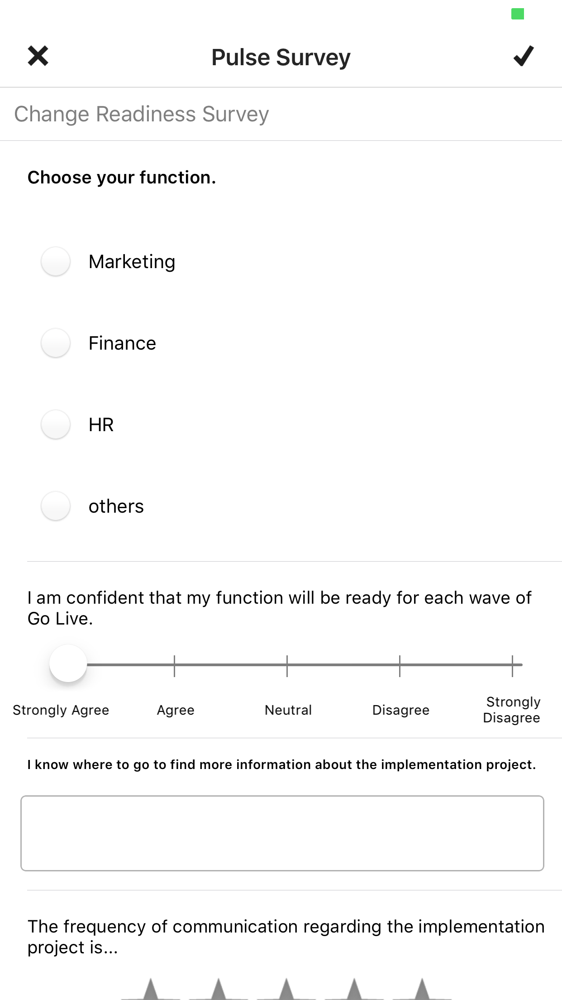 Pulse Survey
Change Readiness Survey
Choose your function.
Marketing
Finance
HR
others
I am confident that my function will be ready for each wave of
Go Live.
Strongly Agree
Agree
Neutral
Disagree
Strongly
Disagree
I know where to go to find more information about the implementation project.
The frequency of communication regarding the implementation
project is...